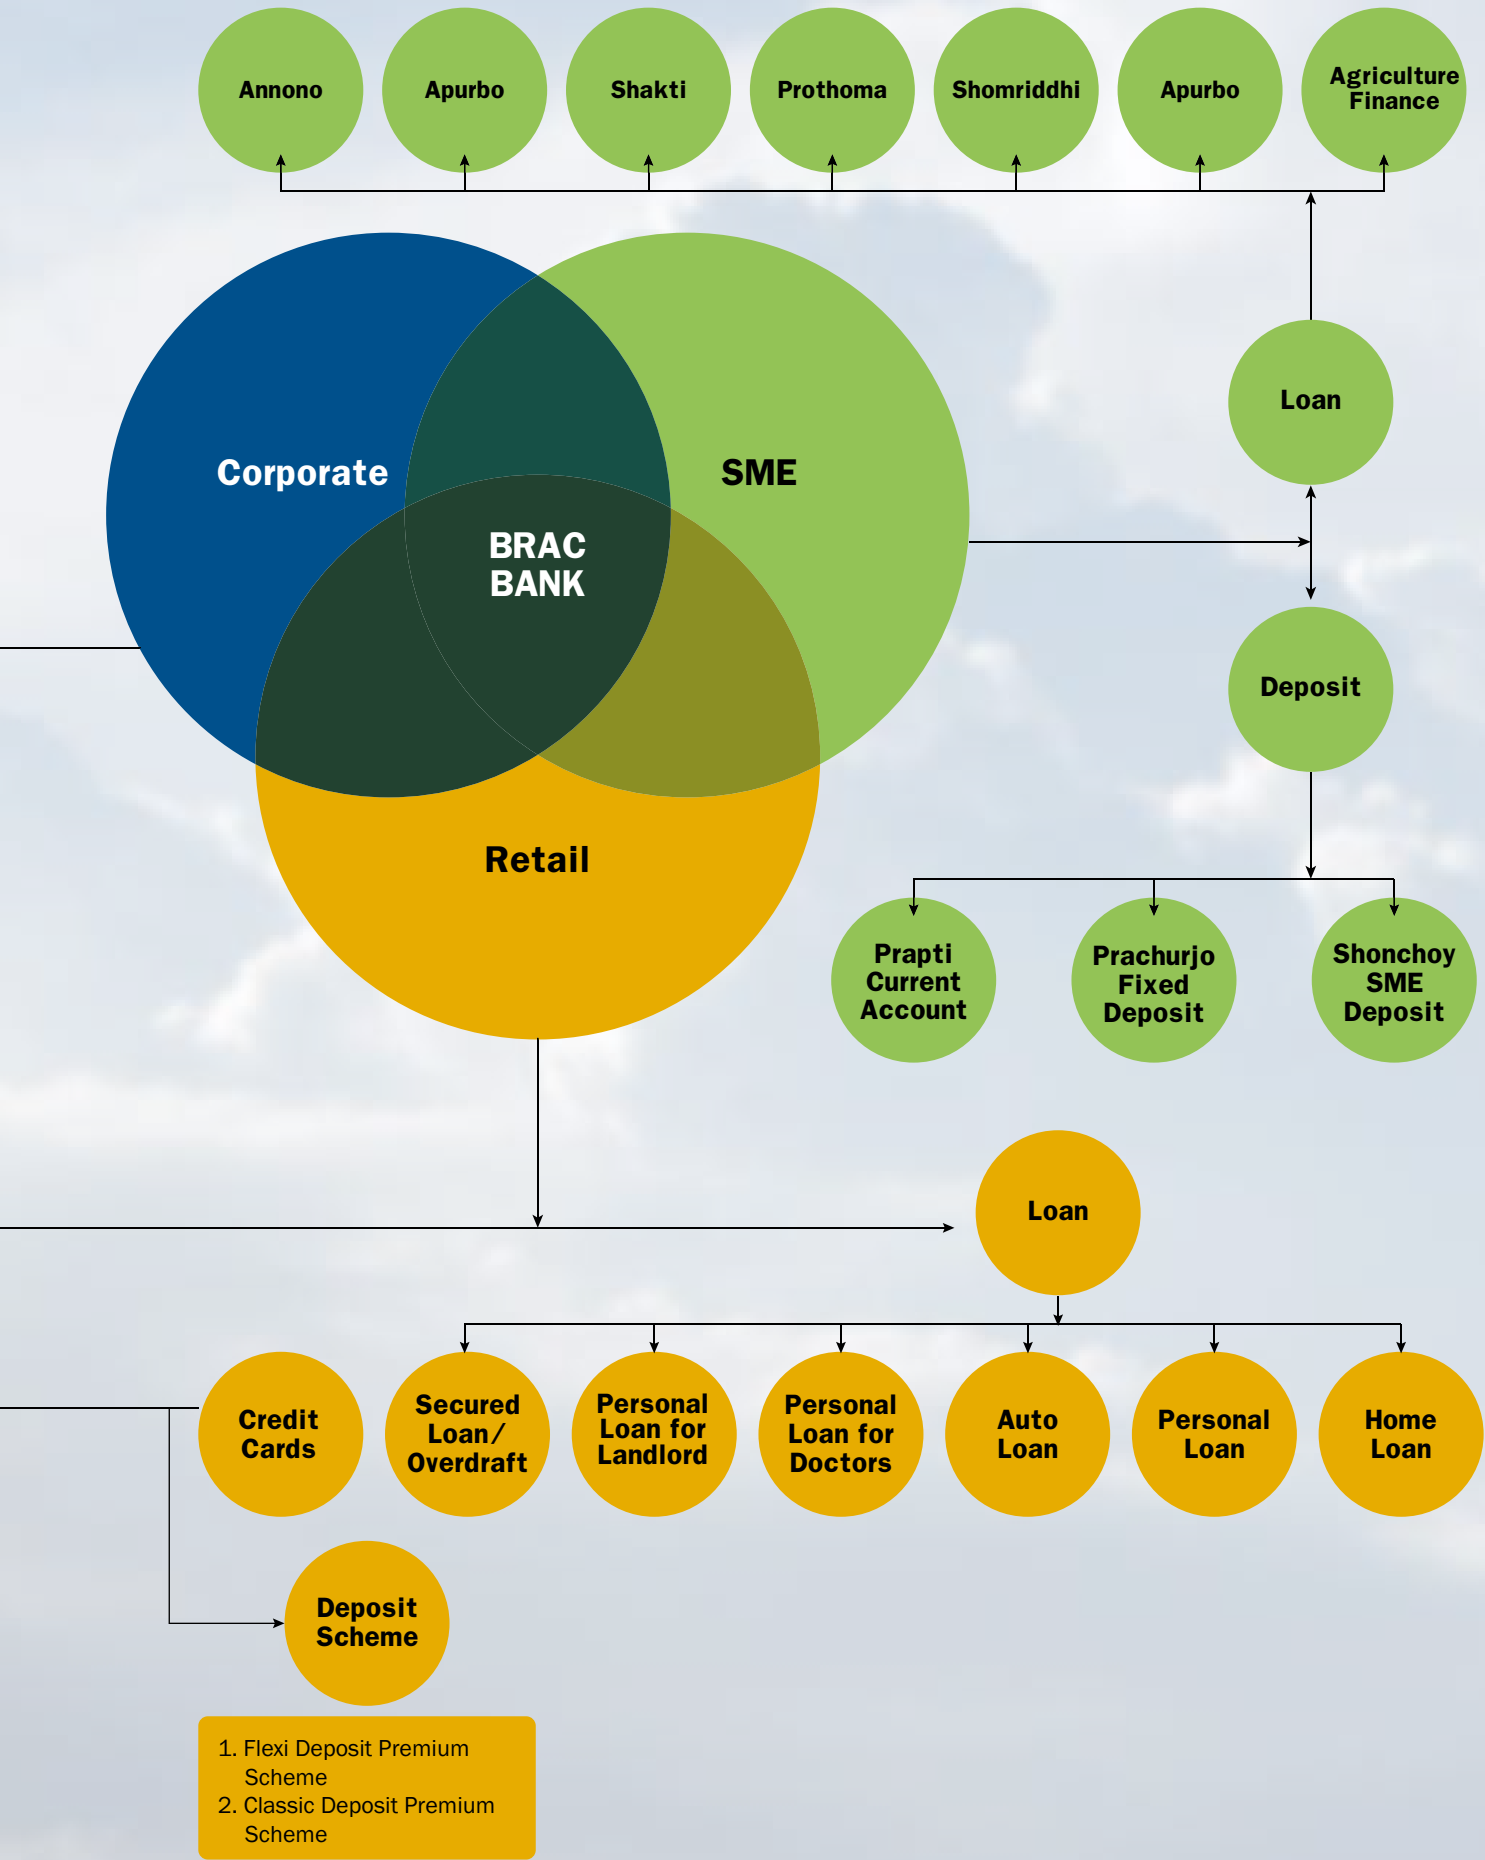 Annono
Apurbo
Shakti
Prothoma
Shomriddhi
Apurbo
Agriculture
Finance
Loan
Corporate
SME
BRAC
BANK
Deposit
Retail
Prapti
Current
Account
Prachurjo
Fixed
Deposit
Shonchoy
SME
Deposit
Loan
Credit
Cards
Secured
Loan/
Overdraft
Personal
Loan for
Landlord
Personal
Loan for
Doctors
Auto
Loan
Personal
Loan
Home
Loan
Deposit
Scheme
1. Flexi Deposit Premium
Scheme
2. Classic Deposit Premium
Scheme